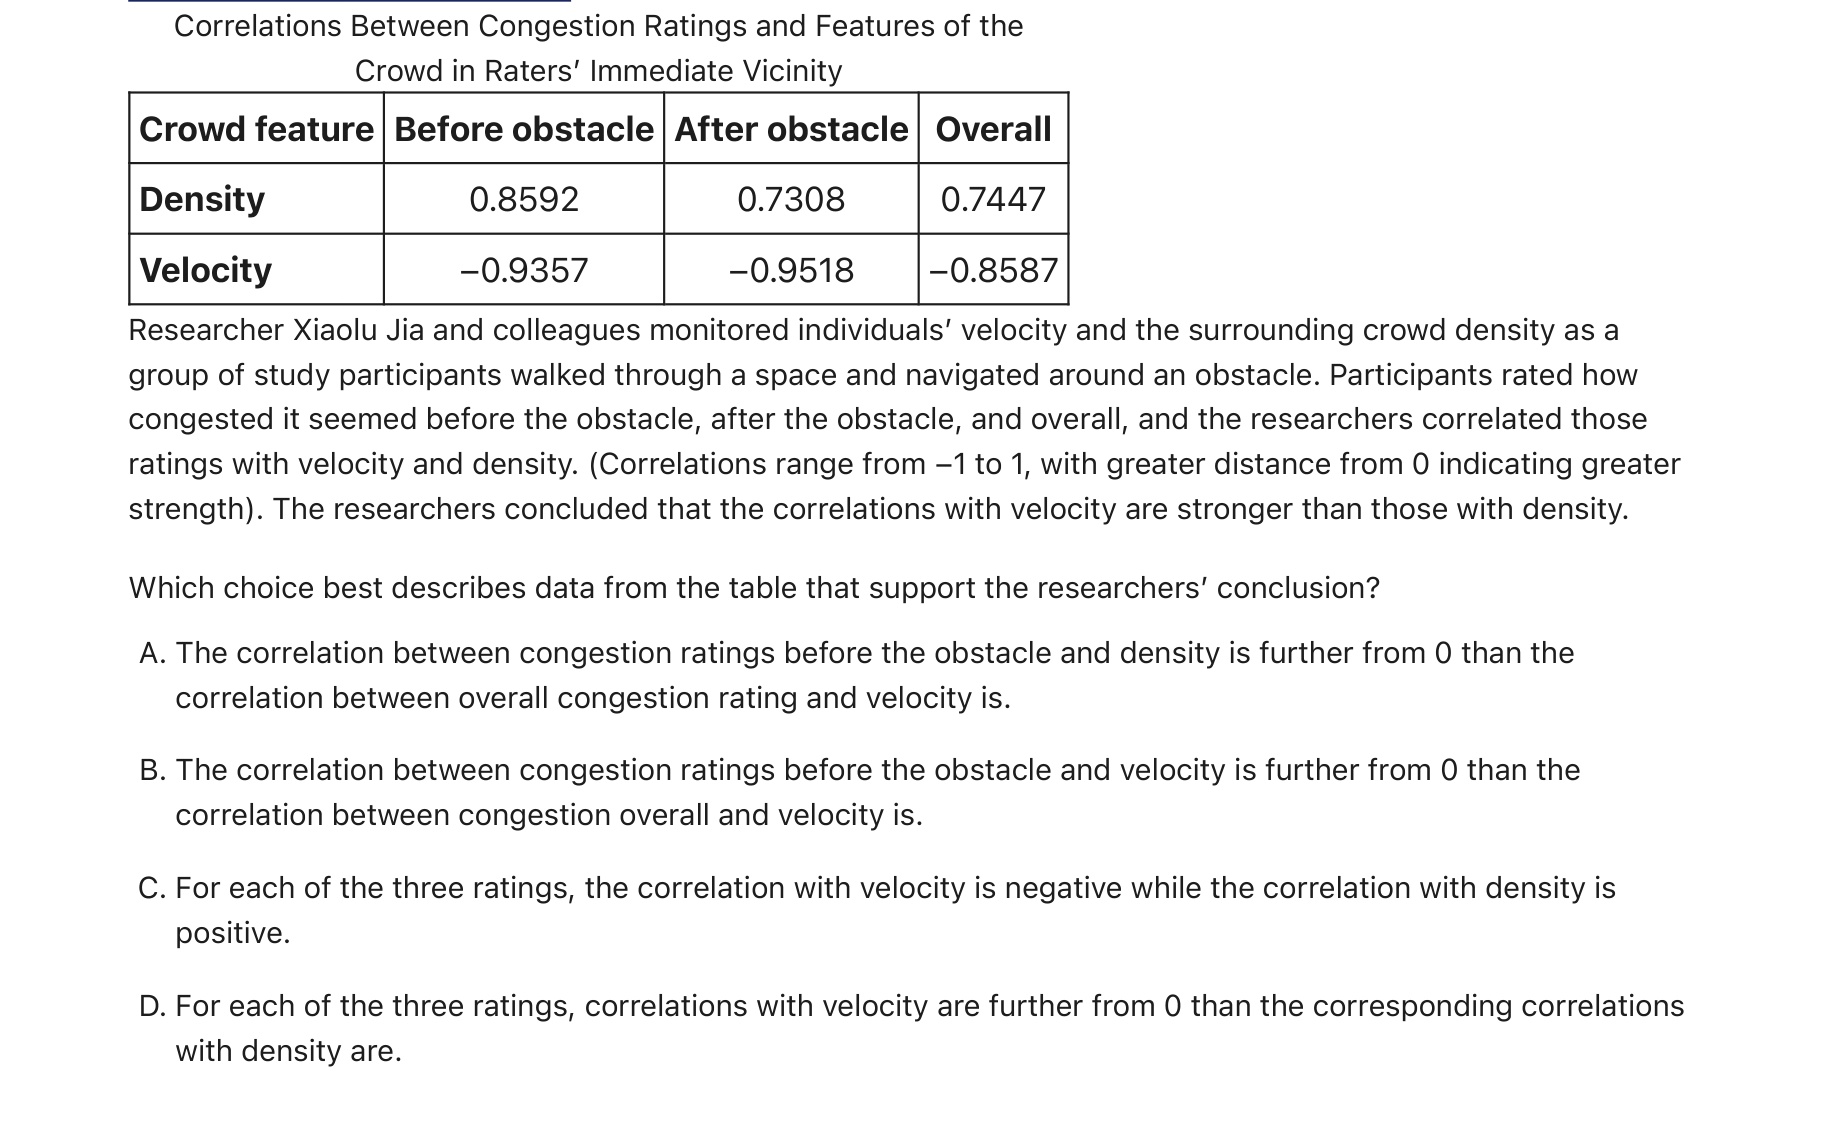 Correlations Between Congestion Ratings and Features of the
Crowd in Raters’ Immediate Vicinity
Crowd feature Before obstacle After obstacle Overall
Density 0.8592 0.7308 0.7447
Velocity −0.9357 −0.9518 −0.8587
Researcher Xiaolu Jia and colleagues monitored individuals’ velocity and the surrounding crowd density as a
group of study participants walked through a space and navigated around an obstacle. Participants rated how
congested it seemed before the obstacle, after the obstacle, and overall, and the researchers correlated those
ratings with velocity and density. (Correlations range from −1 to 1, with greater distance from 0 indicating greater
strength). The researchers concluded that the correlations with velocity are stronger than those with density.
Which choice best describes data from the table that support the researchers’ conclusion?
A. The correlation between congestion ratings before the obstacle and density is further from 0 than the
correlation between overall congestion rating and velocity is.
B. The correlation between congestion ratings before the obstacle and velocity is further from 0 than the
correlation between congestion overall and velocity is.
C. For each of the three ratings, the correlation with velocity is negative while the correlation with density is
positive.
D. For each of the three ratings, correlations with velocity are further from 0 than the corresponding correlations
with density are.